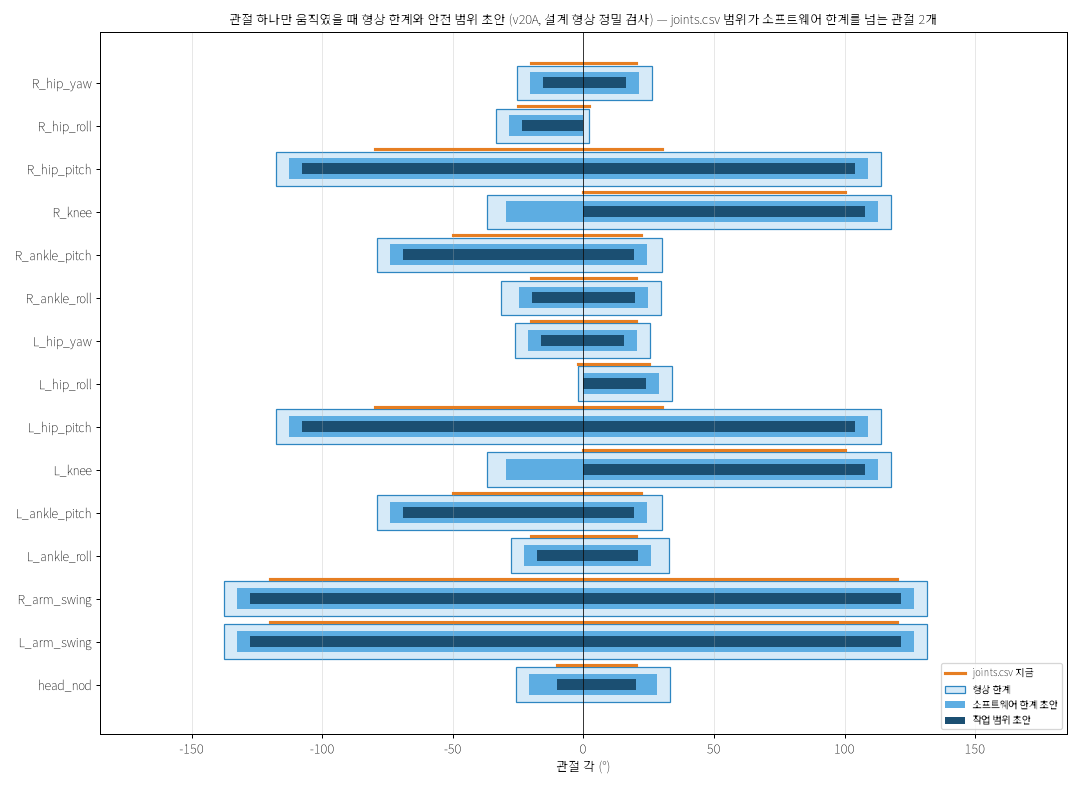 관절 하나만 움직였을 때 형상 한계와 안전 범위 초안 (v20A, 설계 형상 정밀 검사) — joints.csv 범위가 소프트웨어 한계를 넘는 관절 2개
R_hip_yaw
R_hip_roll
R_hip_pitch
R_knee
R_ankle_pitch
R_ankle_roll
L_hip_yaw
L_hip_roll
L_hip_pitch
L_knee
L_ankle_pitch
L_ankle_roll
R_arm_swing
L_arm_swing
head_nod
joints.csv 지금
형상 한계
소프트웨어 한계 초안
작업 범위 초안
-150 -100 -50 0 50 100 150
관절 각 (°)